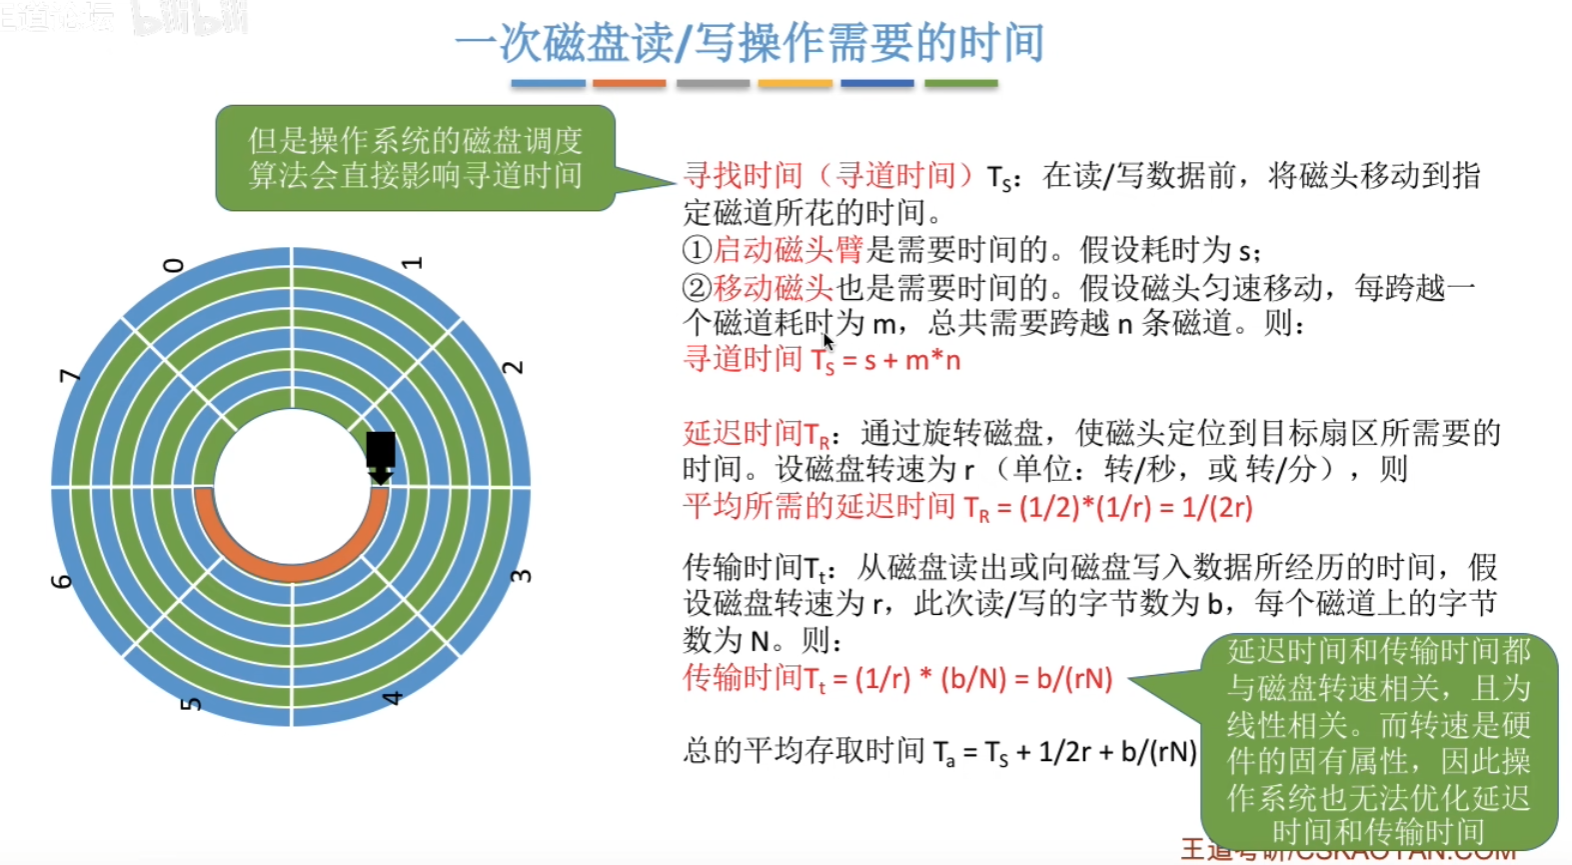 王道论坛 bilibili
一次磁盘读/写操作需要的时间
但是操作系统的磁盘调度
算法会直接影响寻道时间
寻找时间（寻道时间）TS：在读/写数据前，将磁头移动到指
定磁道所花的时间。
①启动磁头臂是需要时间的。假设耗时为 s；
②移动磁头也是需要时间的。假设磁头匀速移动，每跨越一
个磁道耗时为 m，总共需要跨越 n 条磁道。则：
寻道时间 TS = s + m*n
延迟时间TR：通过旋转磁盘，使磁头定位到目标扇区所需要的
时间。设磁盘转速为 r （单位：转/秒，或 转/分），则
平均所需的延迟时间 TR = (1/2)*(1/r) = 1/(2r)
传输时间Tt：从磁盘读出或向磁盘写入数据所经历的时间，假
设磁盘转速为 r，此次读/写的字节数为 b，每个磁道上的字节
数为 N。则：
传输时间Tt = (1/r) * (b/N) = b/(rN)
总的平均存取时间 Ta = TS + 1/2r + b/(rN)
延迟时间和传输时间都
与磁盘转速相关，且为
线性相关。而转速是硬
件的固有属性，因此操
作系统也无法优化延迟
时间和传输时间
0
1
2
3
4
5
6
7
王道考研/CSKAOYAN.COM